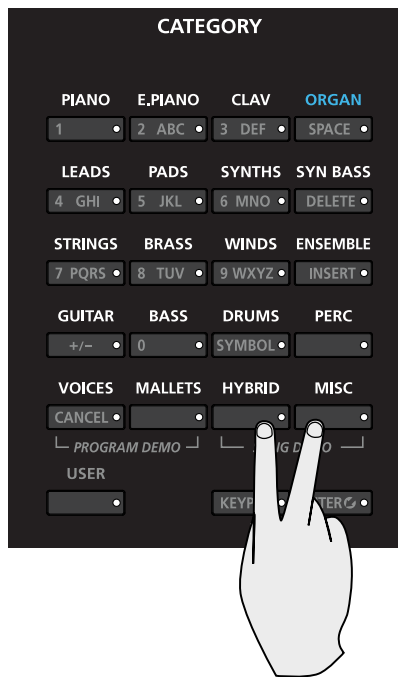 CATEGORY
PIANO E.PIANO CLAV ORGAN
1 2 ABC 3 DEF SPACE
LEADS PADS SYNTHS SYN BASS
4 GHI 5 JKL 6 MNO DELETE
STRINGS BRASS WINDS ENSEMBLE
7 PQRS 8 TUV 9 WXYZ INSERT
GUITAR BASS DRUMS PERC
+/- 0 SYMBOL
VOICES MALLETS HYBRID MISC
CANCEL
PROGRAM DEMO
USER